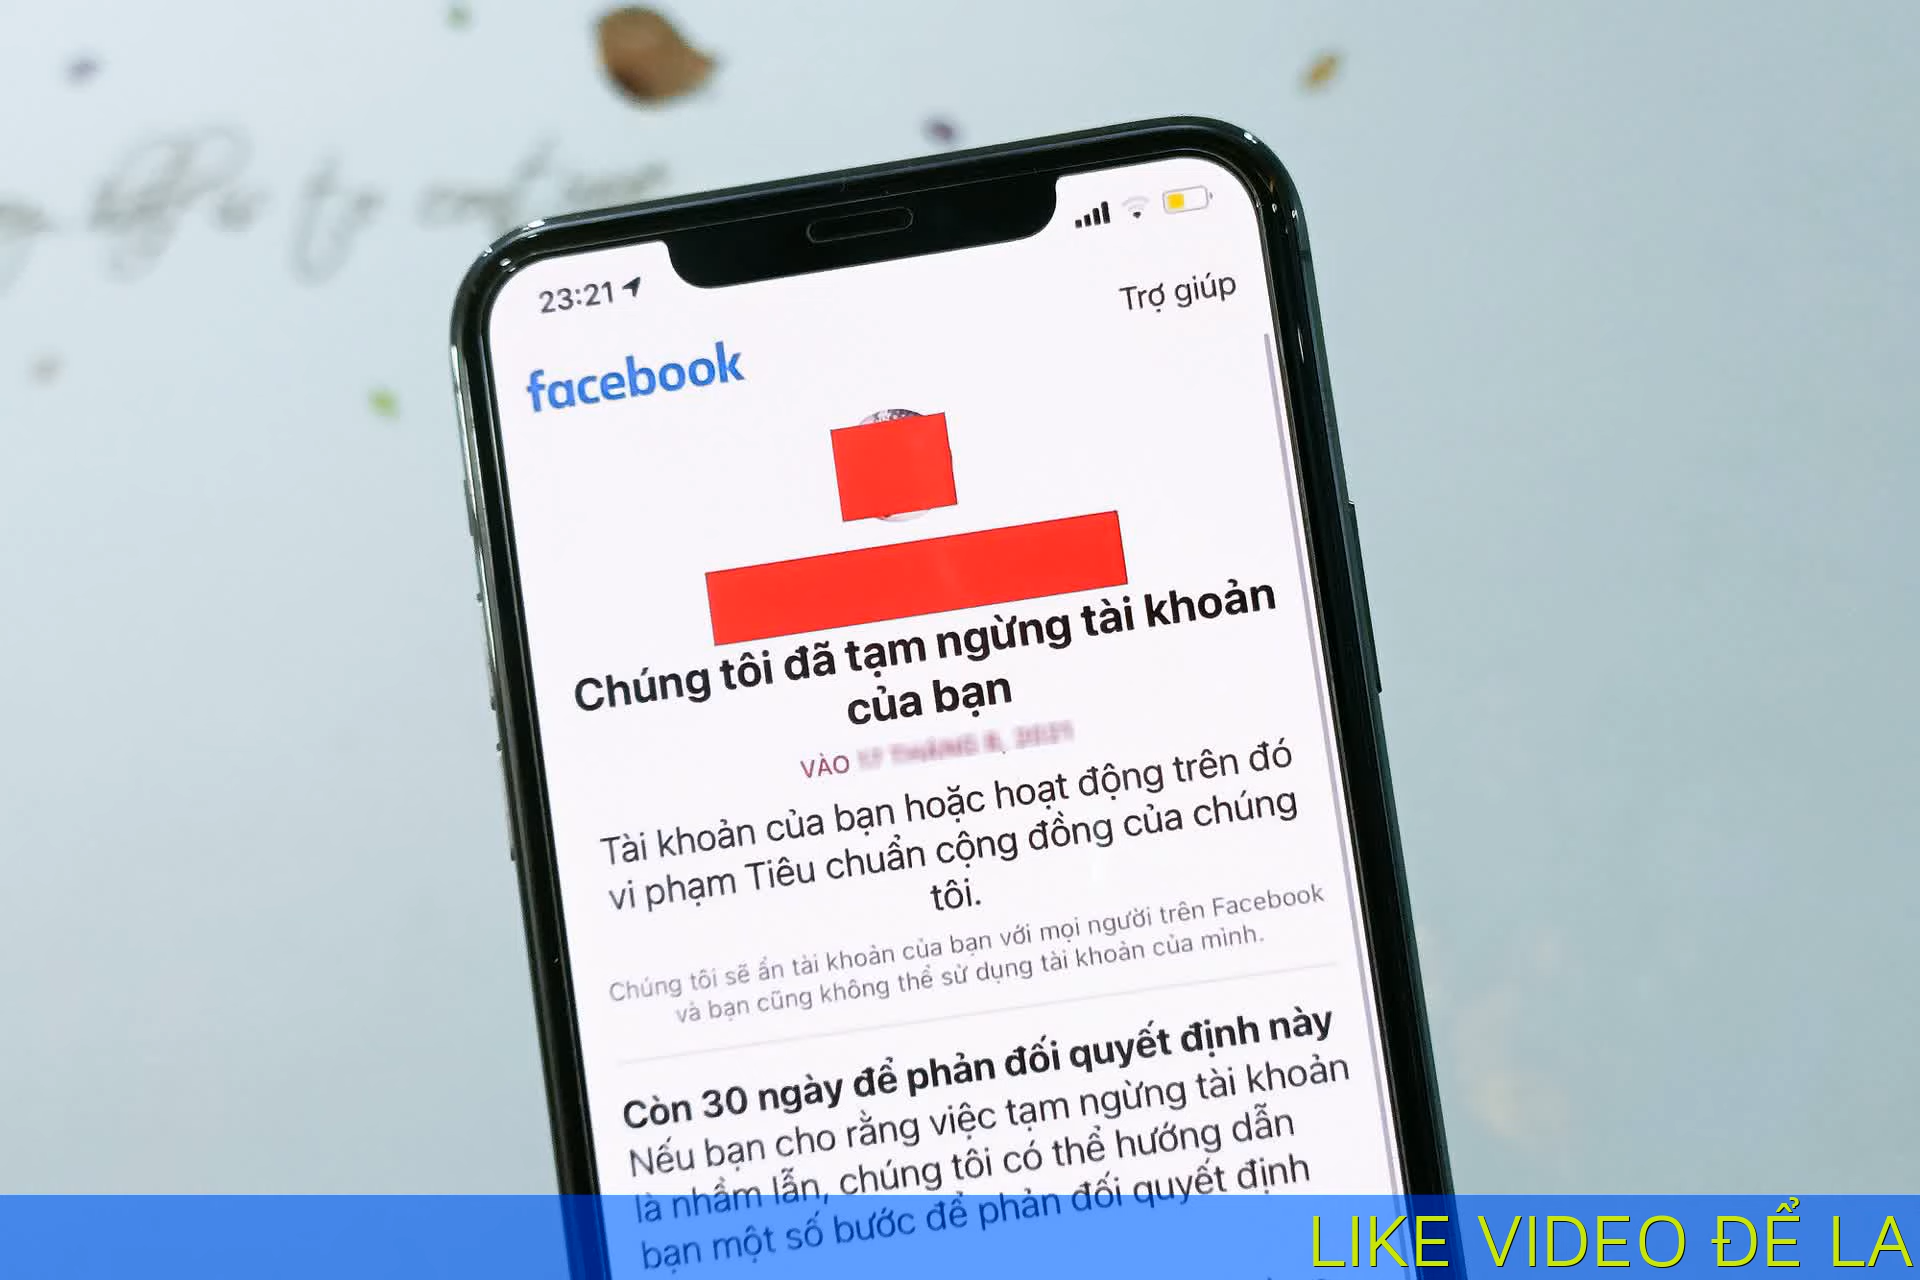 23:21
Trợ giúp
facebook
Chúng tôi đã tạm ngừng tài khoản
của bạn
VÀO
Tài khoản của bạn hoặc hoạt động trên đó
vi phạm Tiêu chuẩn cộng đồng của chúng
tôi.
Chúng tôi sẽ ẩn tài khoản của bạn với mọi người trên Facebook
và bạn cũng không thể sử dụng tài khoản của mình.
Còn 30 ngày để phản đối quyết định này
Nếu bạn cho rằng việc tạm ngừng tài khoản
là nhầm lẫn, chúng tôi có thể hướng dẫn
bạn một số bước để phản đối quyết định
LIKE VIDEO ĐỂ LA